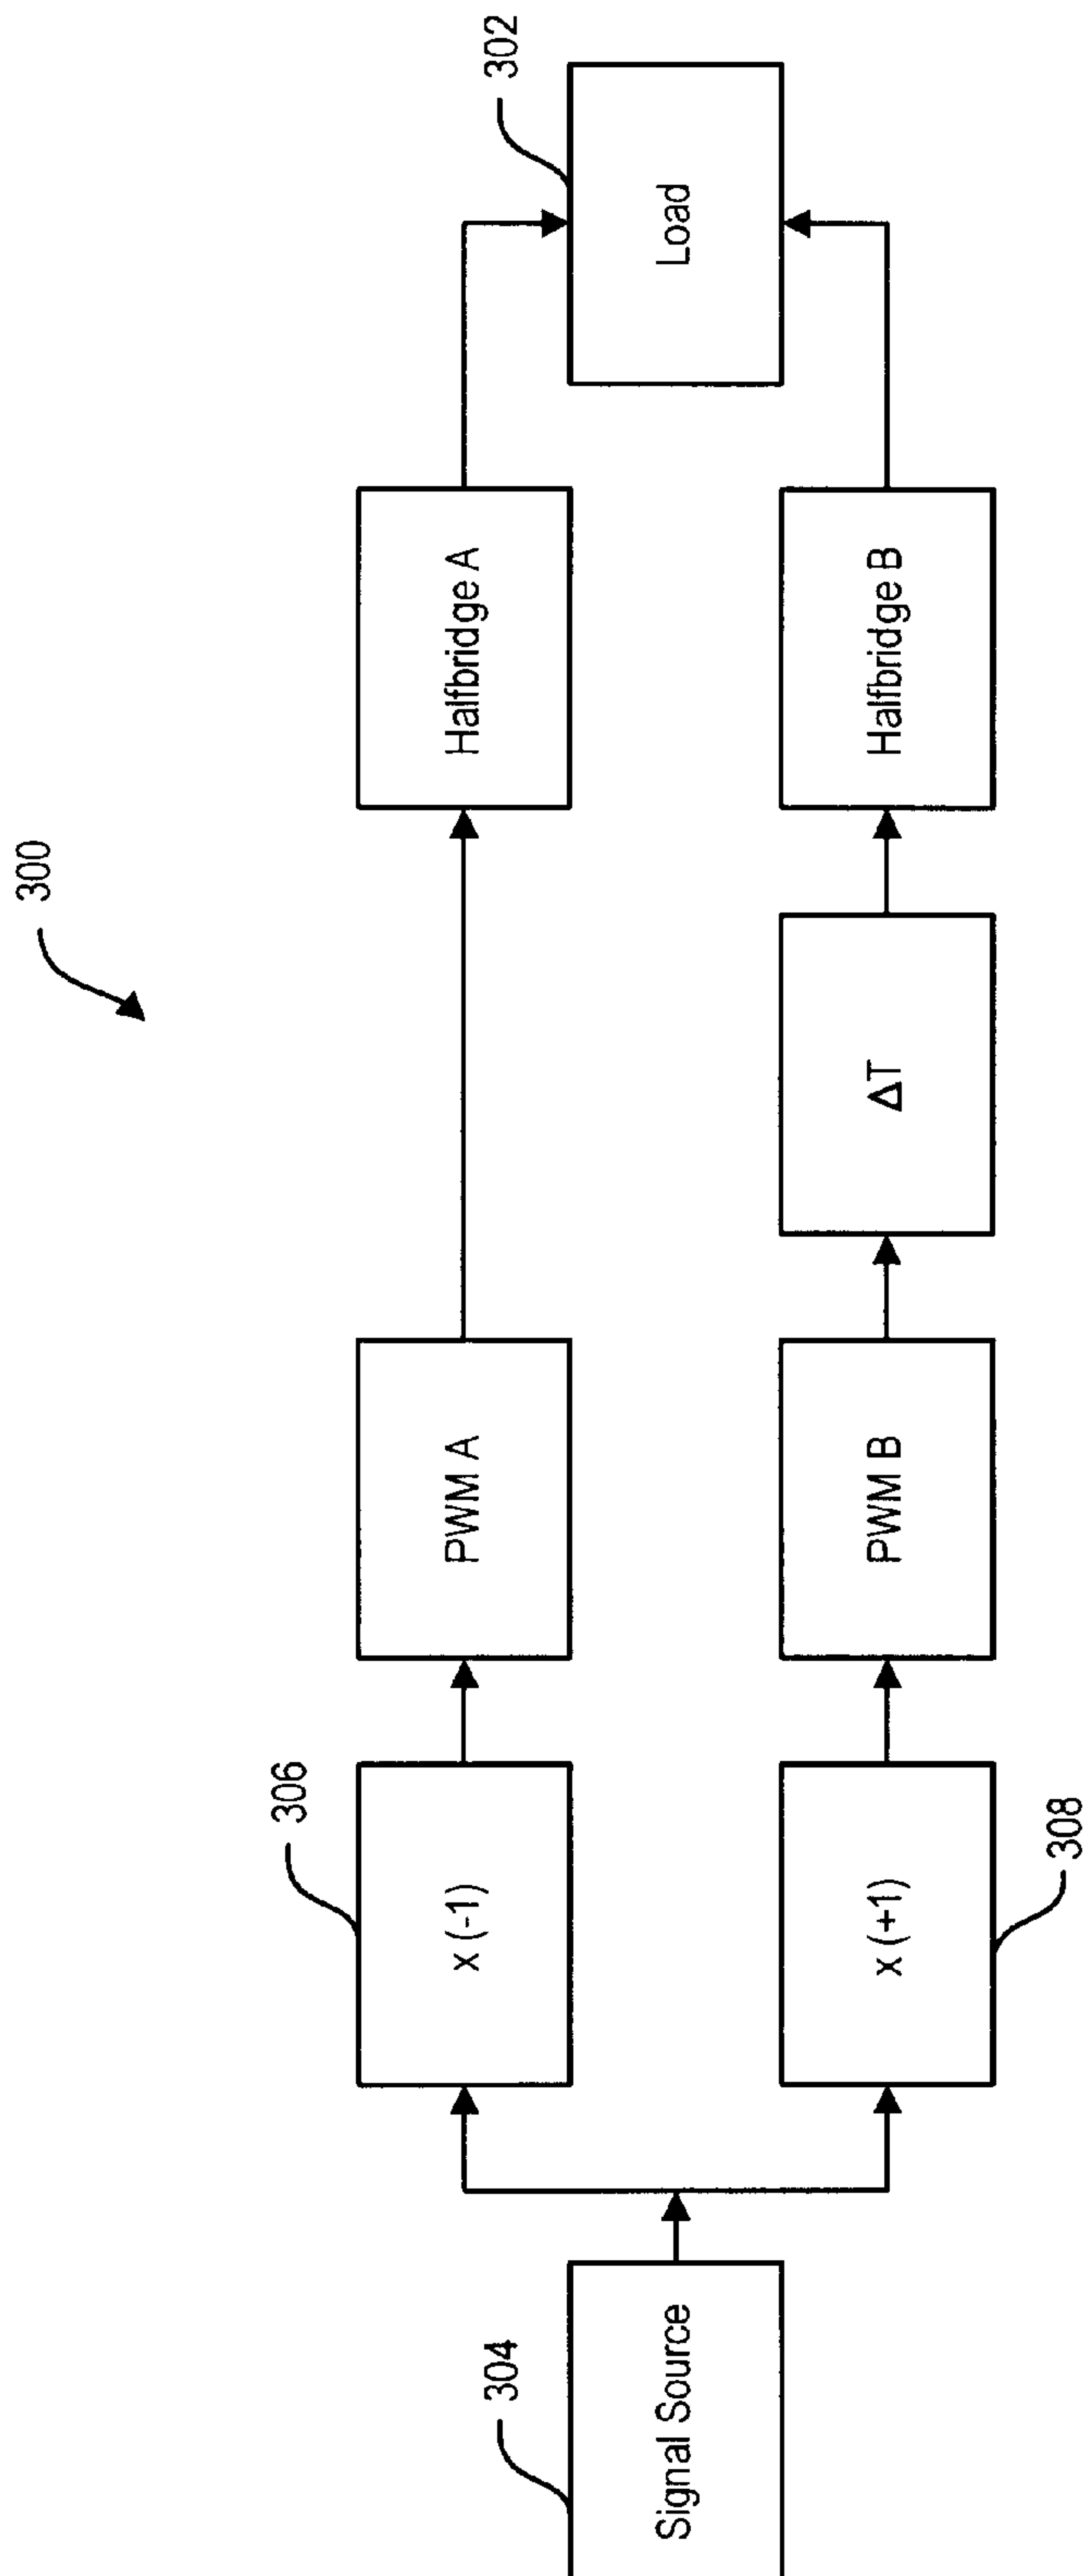 300
304
Signal Source
306
x (-1)
PWM A
Halfbridge A
302
Load
308
x (+1)
PWM B
ΔT
Halfbridge B